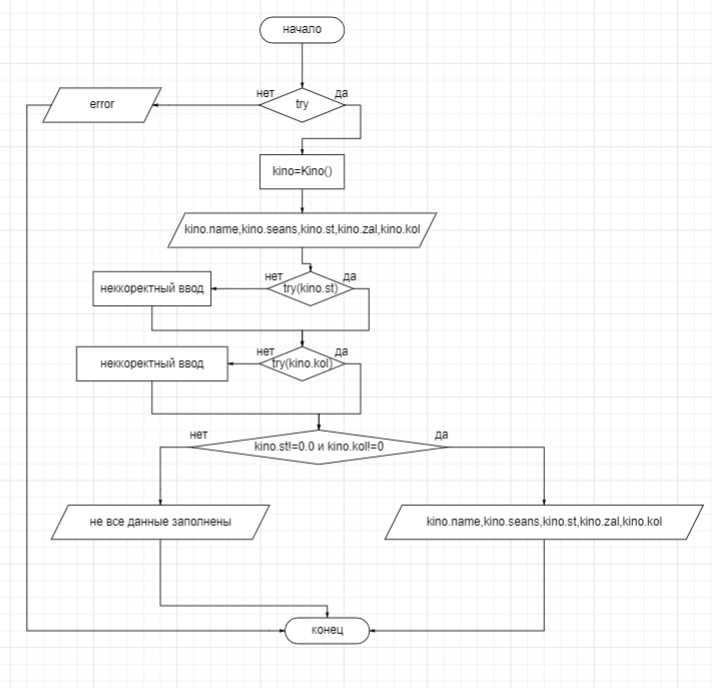 начало
нет
да
error
try
kino=Kino()
kino.name,kino.seans,kino.st,kino.zal,kino.kol
нет
да
неккоректный ввод
try(kino.st)
нет
да
неккоректный ввод
try(kino.kol)
нет
да
kino.st!=0.0 и kino.kol!=0
не все данные заполнены
kino.name,kino.seans,kino.st,kino.zal,kino.kol
конец